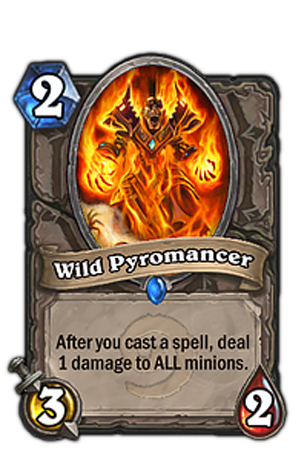 2
Wild Pyromancer
After you cast a spell, deal
1 damage to ALL minions.
3
2